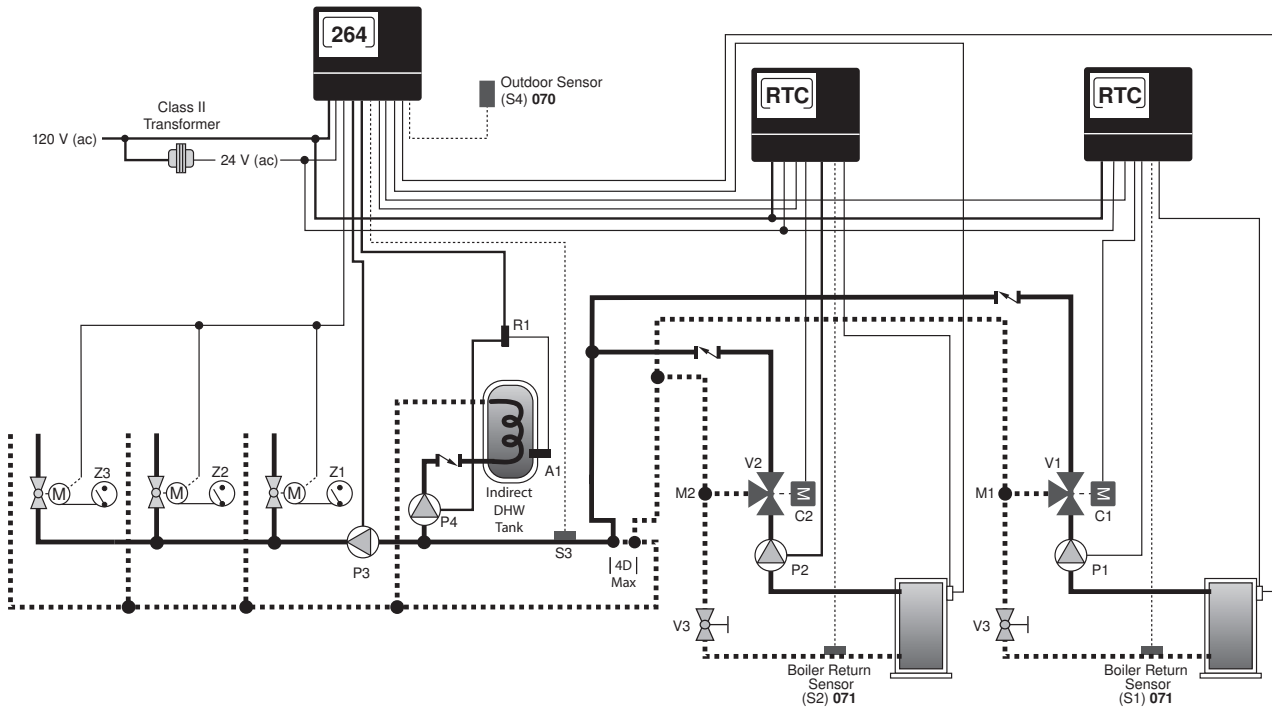 264
Outdoor Sensor
(S4) 070
RTC
RTC
Class II
Transformer
120 V (ac)
24 V (ac)
R1
A1
Indirect
DHW
Tank
P4
Z3
Z2
Z1
M
M
M
P3
S3
4D
Max
V2
M2
M
C2
P2
V3
Boiler Return
Sensor
(S2) 071
V1
M1
M
C1
P1
V3
Boiler Return
Sensor
(S1) 071